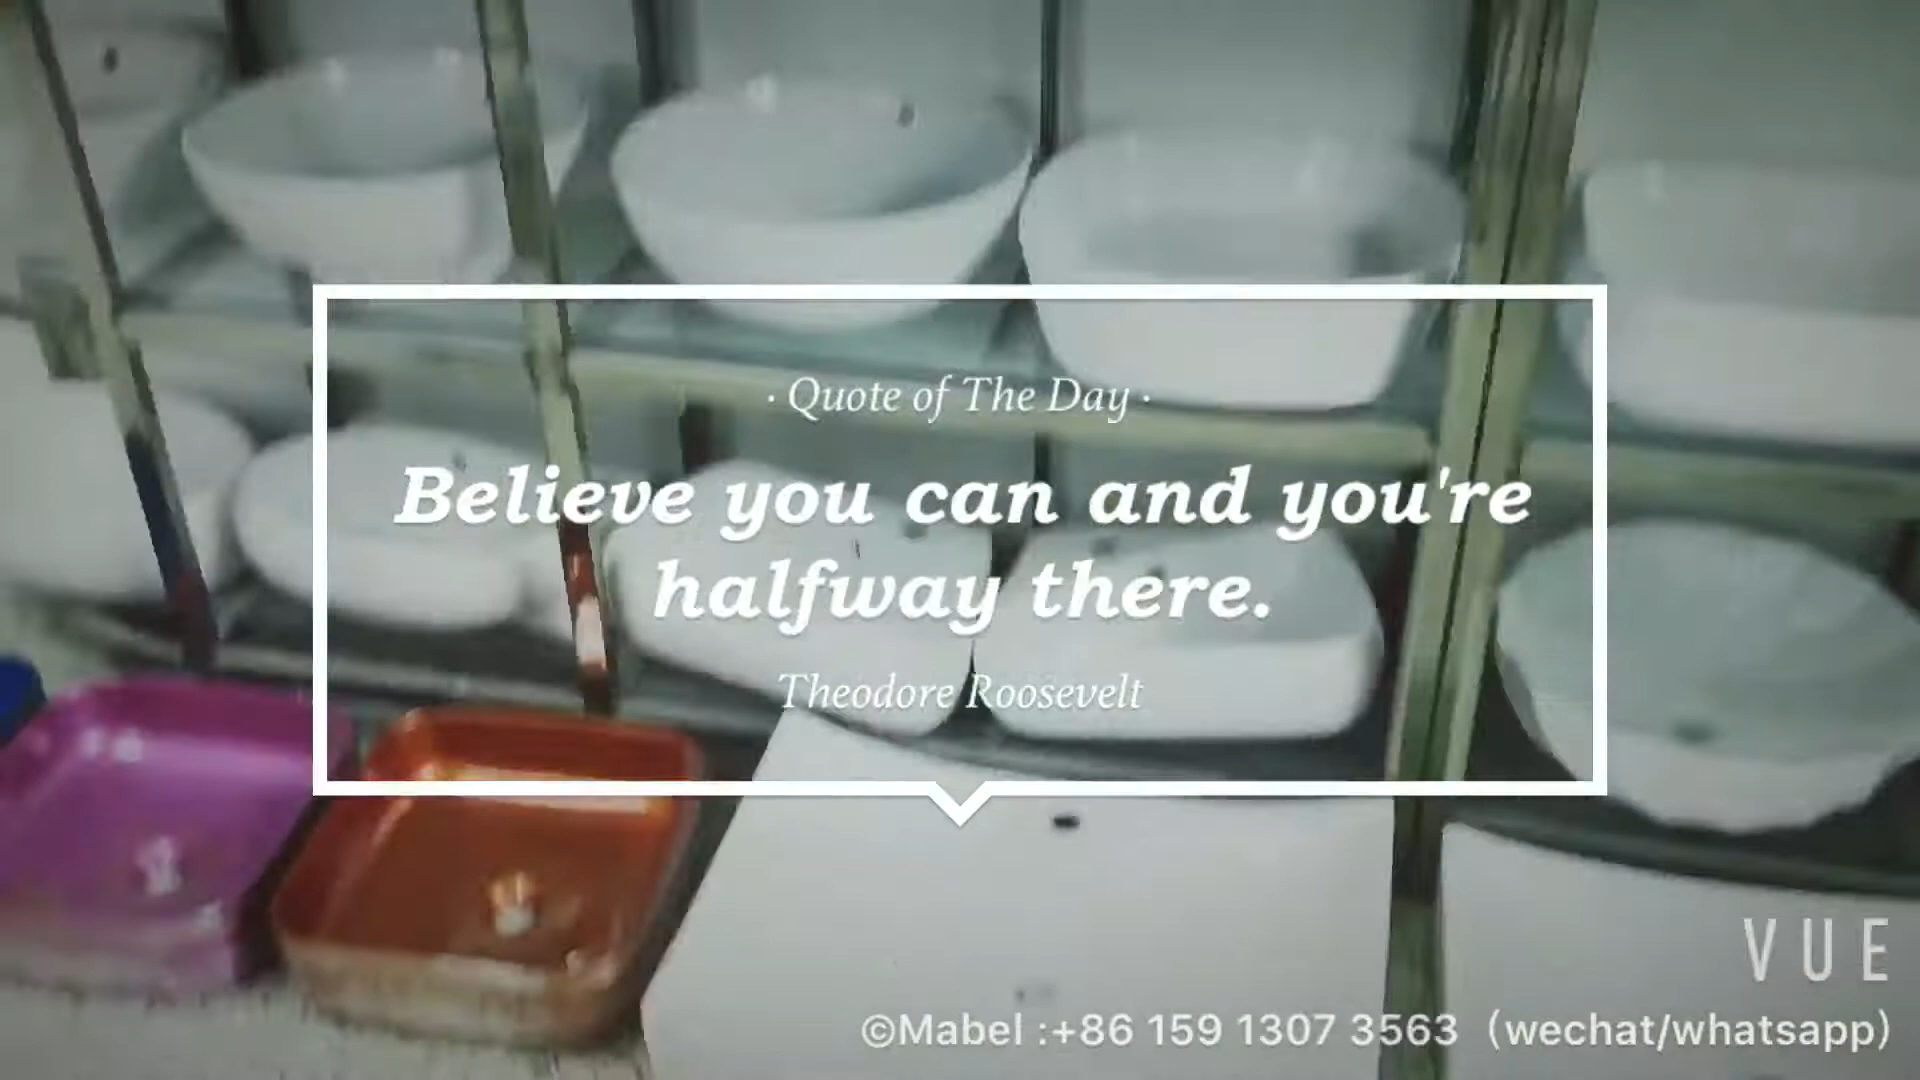 · Quote of The Day ·
Believe you can and you're
halfway there.
Theodore Roosevelt
VUE
©Mabel :+86 159 1307 3563（wechat/whatsapp)